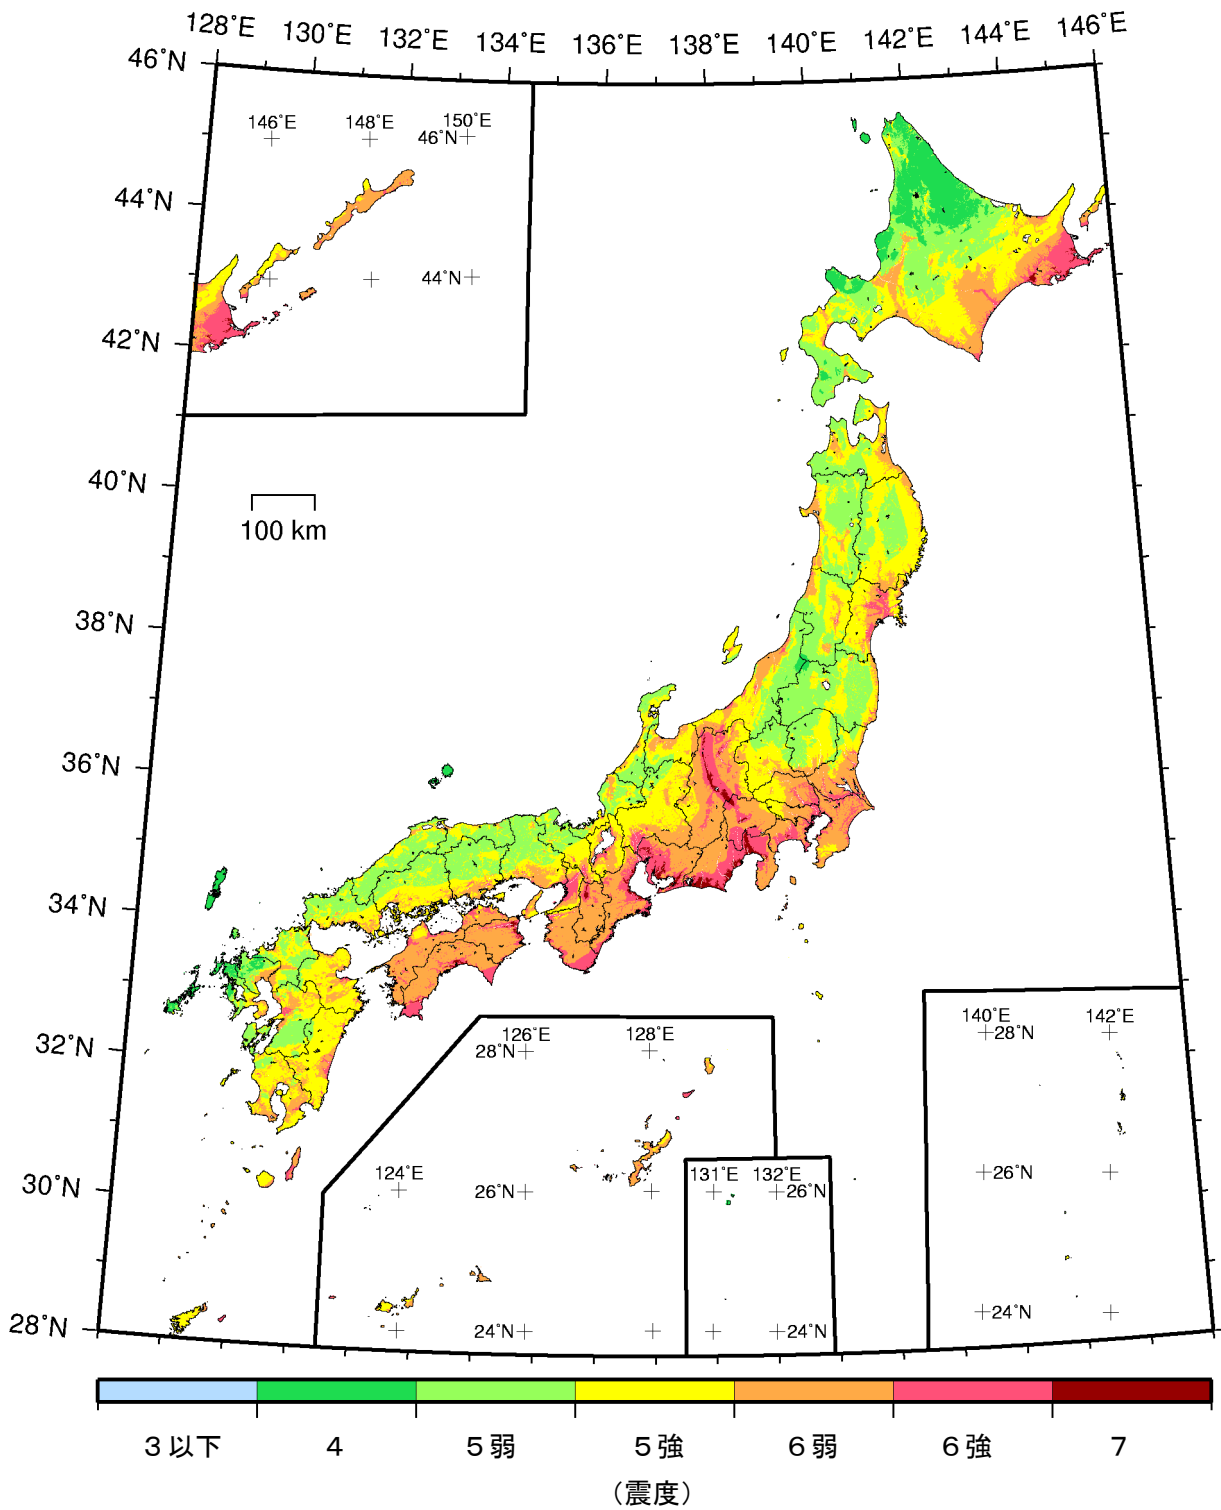 128°E 130°E 132°E 134°E 136°E 138°E 140°E 142°E 144°E 146°E
46°N
146°E 148°E 150°E
46°N
44°N
44°N
42°N
40°N
100 km
38°N
36°N
34°N
32°N
126°E 128°E
28°N
140°E 142°E
28°N
30°N
124°E
26°N
131°E 132°E
26°N
26°N
28°N
24°N
24°N
24°N
3以下 4 5弱 5強 6弱 6強 7
（震度）